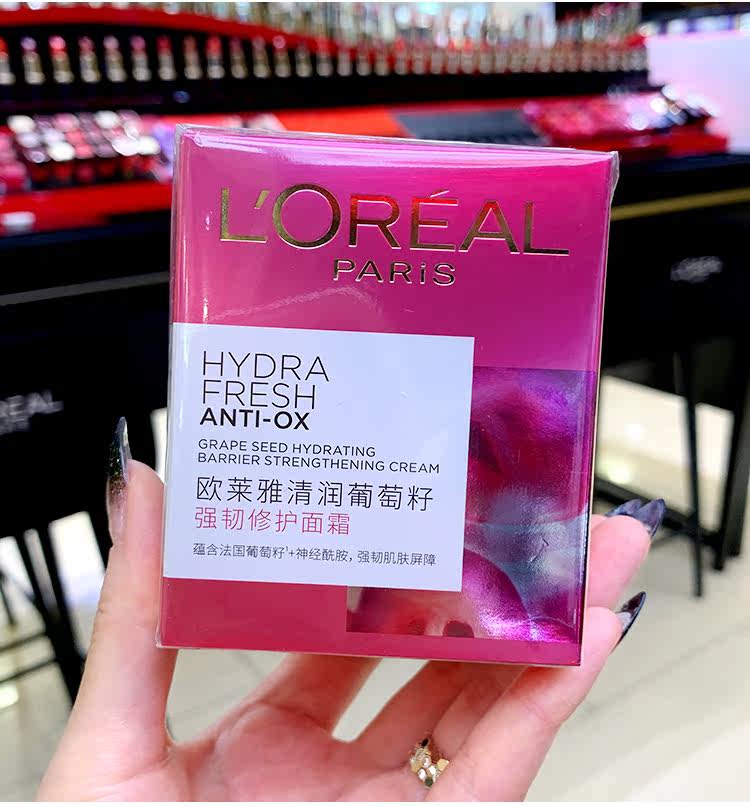 L'ORÉAL
PARiS
HYDRA
FRESH
ANTI-OX
GRAPE SEED HYDRATING
BARRIER STRENGTHENING CREAM
欧莱雅清润葡萄籽
强韧修护面霜
蕴含法国葡萄籽¹+神经酰胺，强韧肌肤屏障